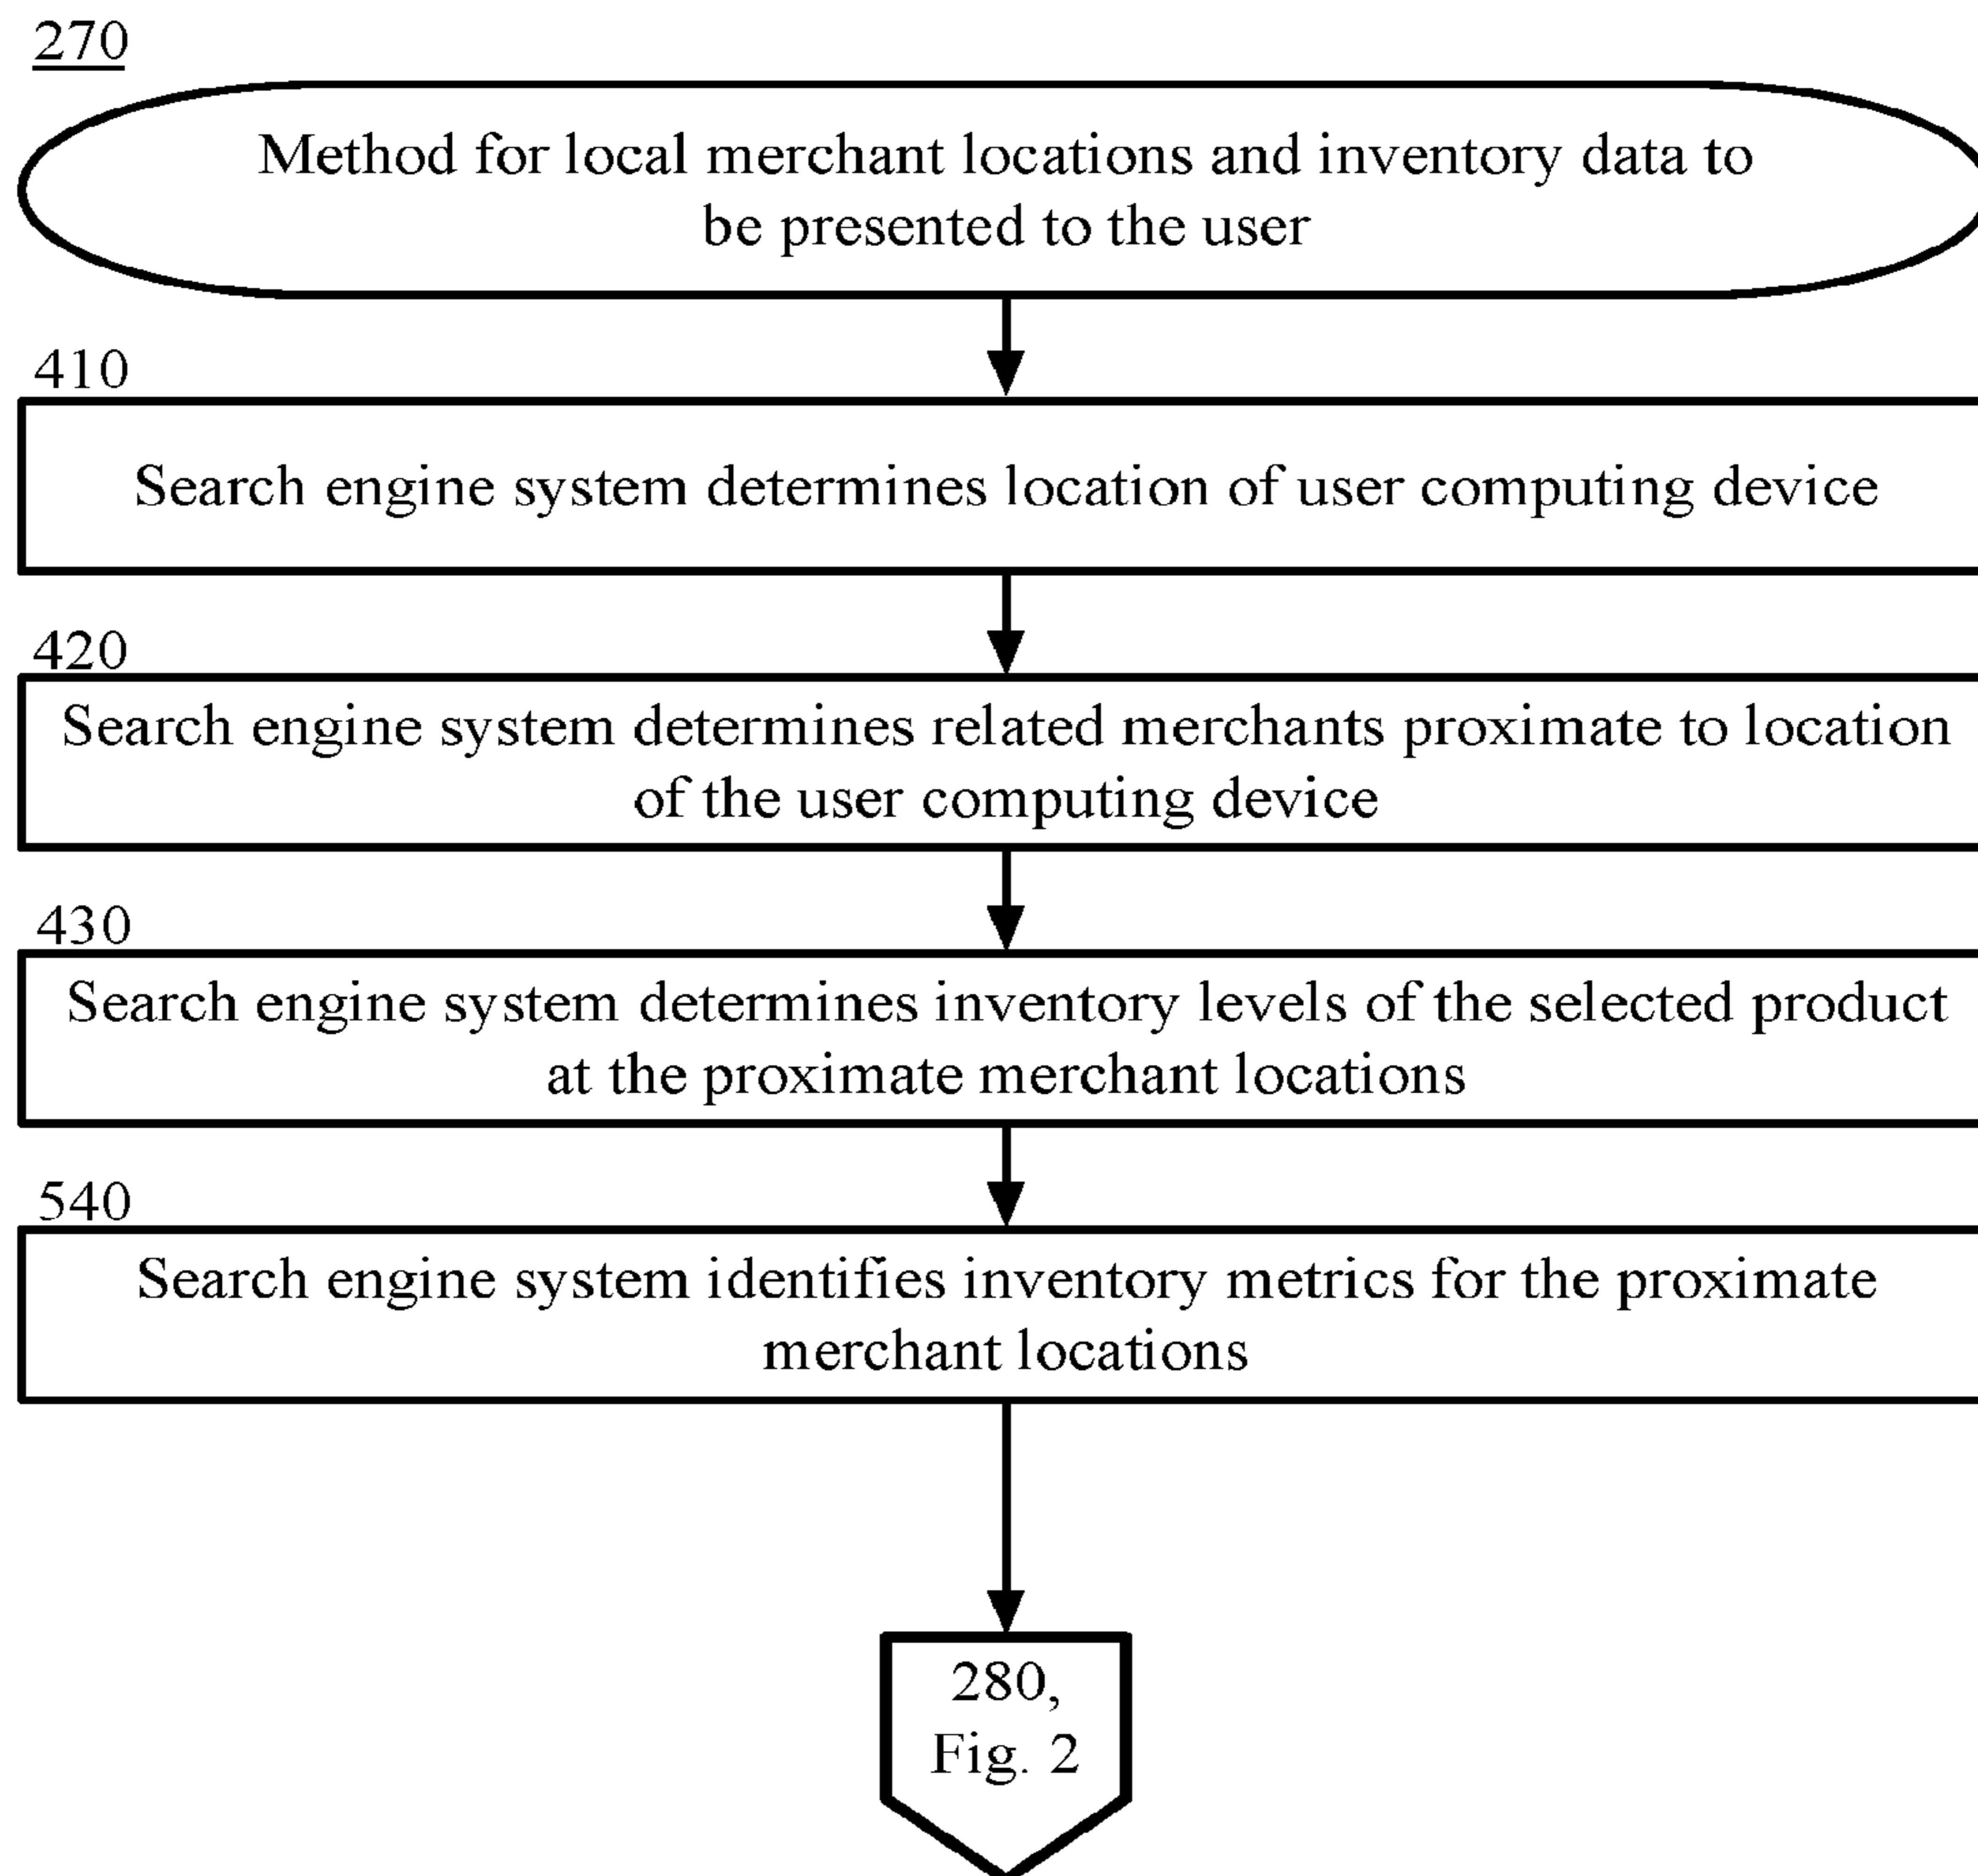 270
Method for local merchant locations and inventory data to
be presented to the user
410
Search engine system determines location of user computing device
420
Search engine system determines related merchants proximate to location
of the user computing device
430
Search engine system determines inventory levels of the selected product
at the proximate merchant locations
540
Search engine system identifies inventory metrics for the proximate
merchant locations
280,
Fig. 2